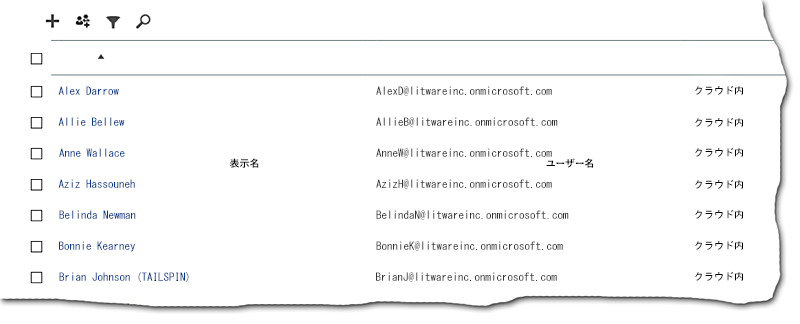 Alex Darrow AlexD@litwareinc.onmicrosoft.com クラウド内
Allie Bellew AllieB@litwareinc.onmicrosoft.com クラウド内
Anne Wallace AnneW@litwareinc.onmicrosoft.com クラウド内
表示名 ユーザー名
Aziz Hassouneh AzizH@litwareinc.onmicrosoft.com クラウド内
Belinda Newman BelindaN@litwareinc.onmicrosoft.com クラウド内
Bonnie Kearney BonnieK@litwareinc.onmicrosoft.com クラウド内
Brian Johnson (TAILSPIN) BrianJ@litwareinc.onmicrosoft.com クラウド内